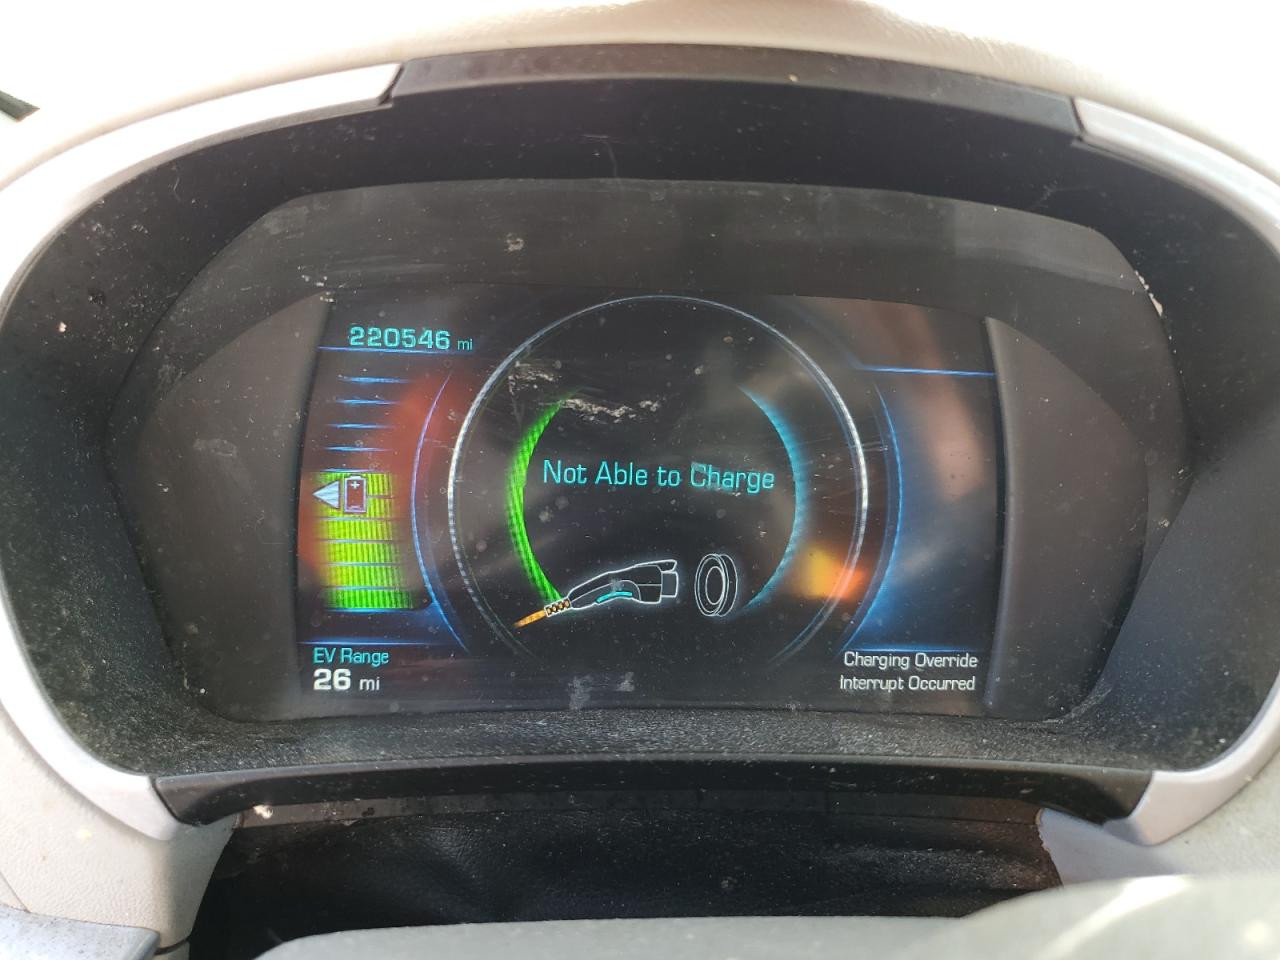 220546 mi
Not Able to Charge
EV Range
26 mi
Charging Override
Interrupt Occurred